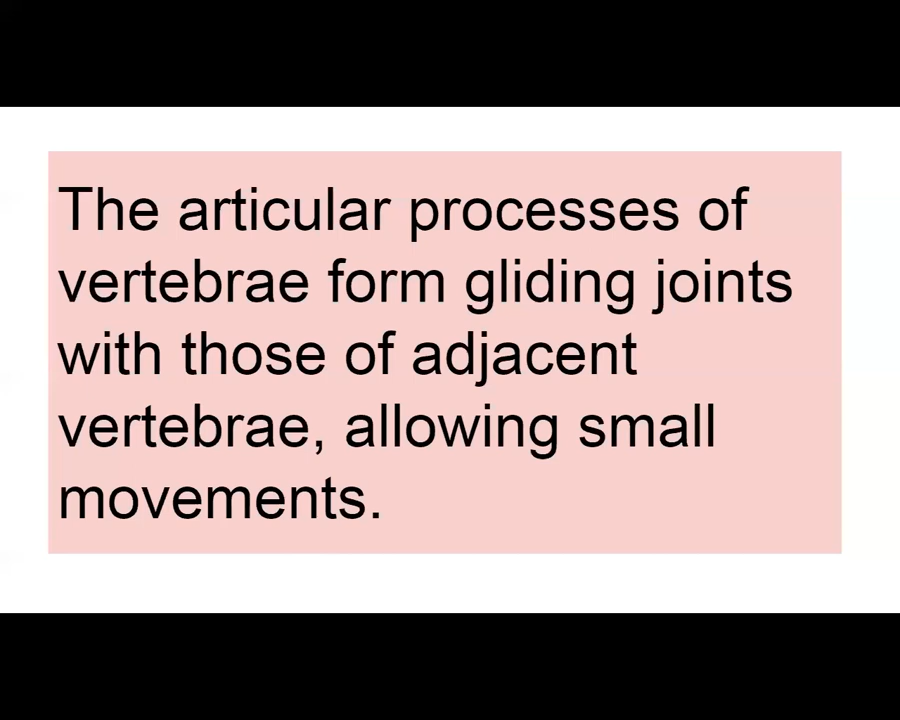 The articular processes of
vertebrae form gliding joints
with those of adjacent
vertebrae, allowing small
movements.